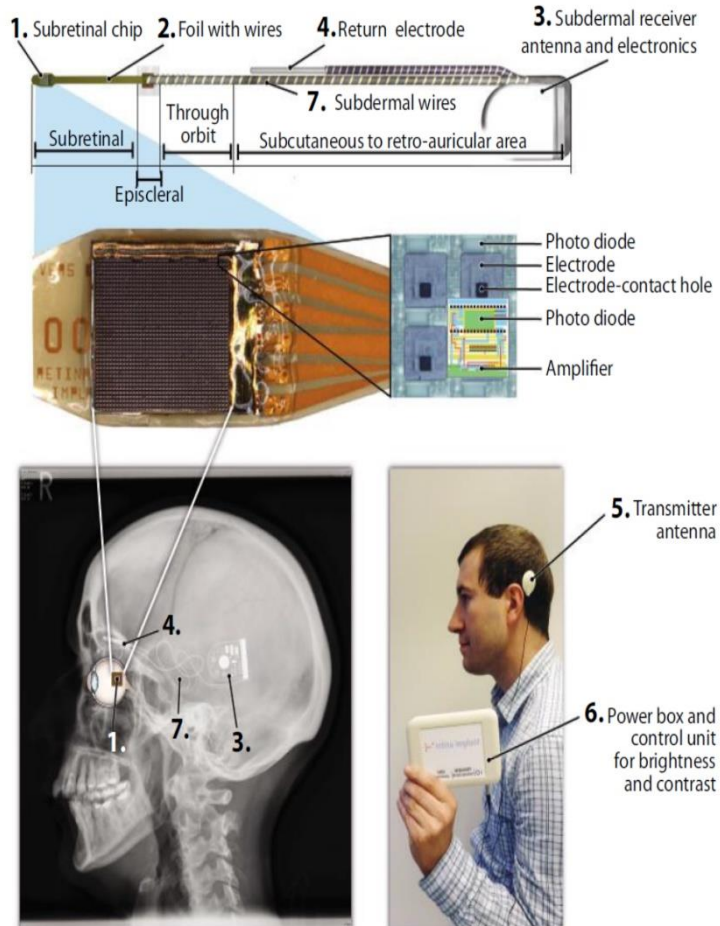 1. Subretinal chip
2. Foil with wires
4. Return electrode
3. Subdermal receiver
antenna and electronics
7. Subdermal wires
Through
orbit
Subretinal
Subcutaneous to retro-auricular area
Episcleral
Photo diode
Electrode
Electrode-contact hole
Photo diode
Amplifier
R
5. Transmitter
antenna
4.
1.
7.
3.
6. Power box and
control unit
for brightness
and contrast